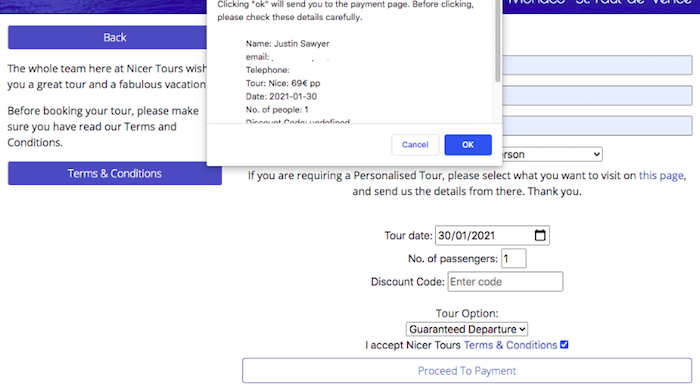 Monaco St. Paul de Vence
Clicking "ok" will send you to the payment page. Before clicking,
please check these details carefully.
Name: Justin Sawyer
email:
Telephone:
Tour: Nice: 69€ pp
Date: 2021-01-30
No. of people: 1
Discount Code: undefined
Cancel
OK
Back
The whole team here at Nicer Tours wish
you a great tour and a fabulous vacation
Before booking your tour, please make
sure you have read our Terms and
Conditions.
Terms & Conditions
erson
If you are requiring a Personalised Tour, please select what you want to visit on this page,
and send us the details from there. Thank you.
Tour date: 30/01/2021
No. of passengers: 1
Discount Code: Enter code
Tour Option:
Guaranteed Departure
I accept Nicer Tours Terms & Conditions
Proceed To Payment